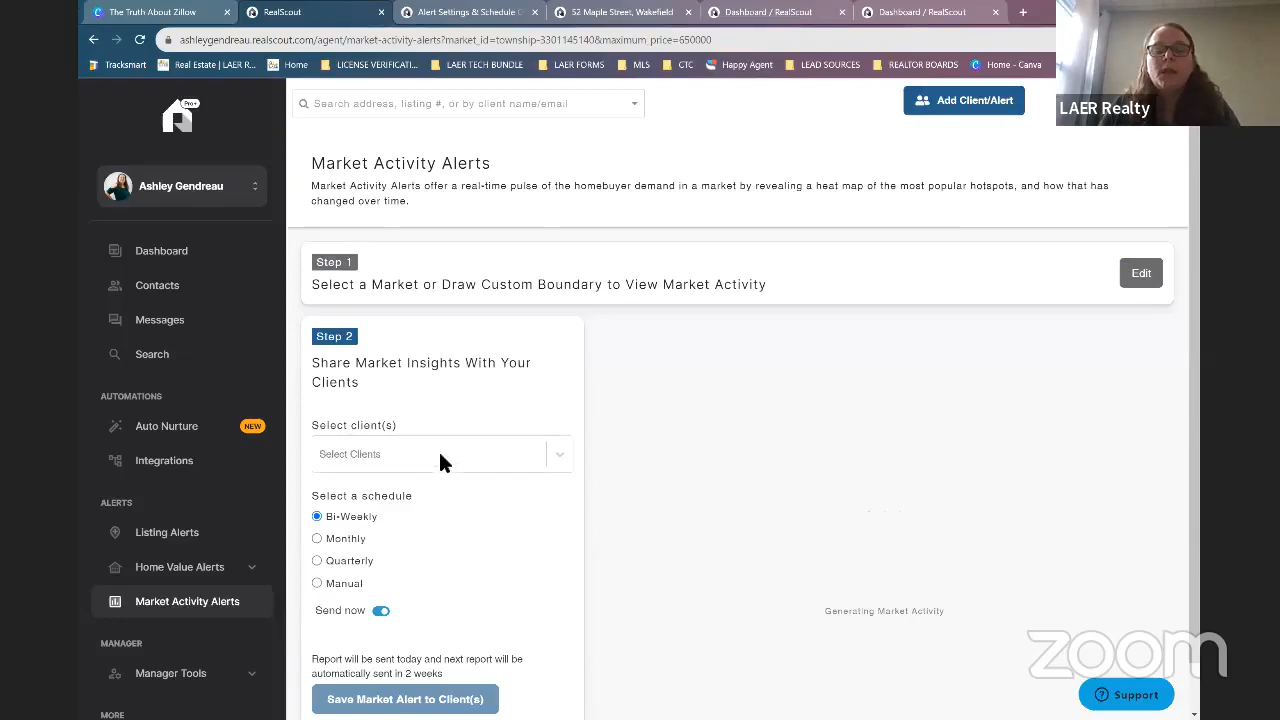 The Truth About Zillow
RealScout
Alert Settings & Schedule
52 Maple Street, Wakefield
Dashboard / RealScout
Dashboard / RealScout
ashleygendreau.realscout.com/agent/market-activity-alerts?market_id=township-3301145140&maximum_price=650000
Tracksmart
Real Estate | LAER R...
Home
LICENSE VERIFICATI...
LAER TECH BUNDLE
LAER FORMS
MLS
CTC
Happy Agent
LEAD SOURCES
REALTOR BOARDS
Home - Canva
LAER Realty
Pro+
Search address, listing #, or by client name/email
Add Client/Alert
Ashley Gendreau
Dashboard
Contacts
Messages
Search
AUTOMATIONS
Auto Nurture
NEW
Integrations
ALERTS
Listing Alerts
Home Value Alerts
Market Activity Alerts
MANAGER
Manager Tools
MORE
Market Activity Alerts
Market Activity Alerts offer a real-time pulse of the homebuyer demand in a market by revealing a heat map of the most popular hotspots, and how that has
changed over time.
Step 1
Select a Market or Draw Custom Boundary to View Market Activity
Edit
Step 2
Share Market Insights With Your
Clients
Select client(s)
Select Clients
Select a schedule
Bi-Weekly
Monthly
Quarterly
Manual
Send now
Report will be sent today and next report will be
automatically sent in 2 weeks
Save Market Alert to Client(s)
Generating Market Activity
zoom
Support